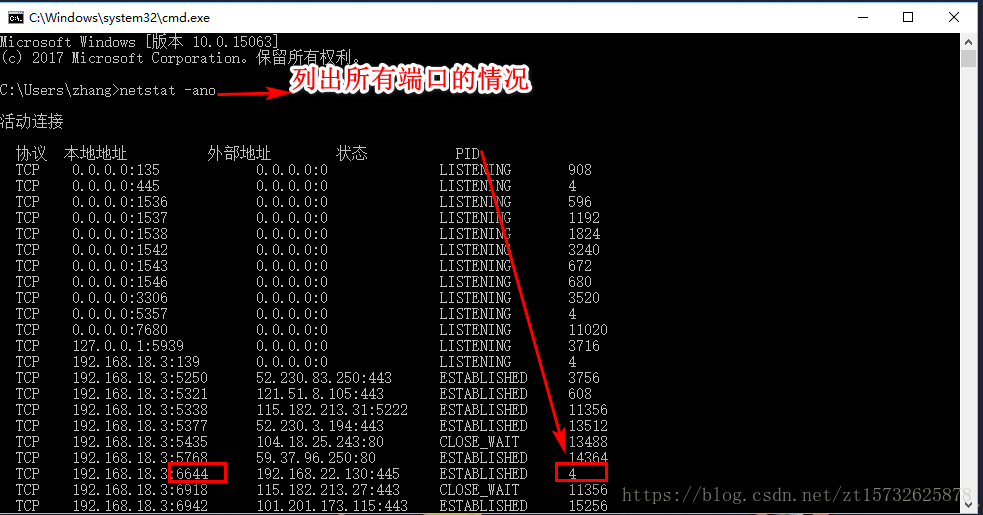 C:\Windows\system32\cmd.exe
Microsoft Windows [版本 10.0.15063]
(c) 2017 Microsoft Corporation。保留所有权利。
列出所有端口的情况
C:\Users\zhang>netstat -ano
活动连接
协议 本地地址 外部地址 状态 PID
TCP 0.0.0.0:135 0.0.0.0:0 LISTENING 908
TCP 0.0.0.0:445 0.0.0.0:0 LISTENING 4
TCP 0.0.0.0:1536 0.0.0.0:0 LISTENING 596
TCP 0.0.0.0:1537 0.0.0.0:0 LISTENING 1192
TCP 0.0.0.0:1538 0.0.0.0:0 LISTENING 1824
TCP 0.0.0.0:1542 0.0.0.0:0 LISTENING 3240
TCP 0.0.0.0:1543 0.0.0.0:0 LISTENING 672
TCP 0.0.0.0:1546 0.0.0.0:0 LISTENING 680
TCP 0.0.0.0:3306 0.0.0.0:0 LISTENING 3520
TCP 0.0.0.0:5357 0.0.0.0:0 LISTENING 4
TCP 0.0.0.0:7680 0.0.0.0:0 LISTENING 11020
TCP 127.0.0.1:5939 0.0.0.0:0 LISTENING 3716
TCP 192.168.18.3:139 0.0.0.0:0 LISTENING 4
TCP 192.168.18.3:5250 52.230.83.250:443 ESTABLISHED 3756
TCP 192.168.18.3:5321 121.51.8.105:443 ESTABLISHED 608
TCP 192.168.18.3:5338 115.182.213.31:5222 ESTABLISHED 11356
TCP 192.168.18.3:5377 52.230.3.194:443 ESTABLISHED 13512
TCP 192.168.18.3:5435 104.18.25.243:80 CLOSE_WAIT 13488
TCP 192.168.18.3:5768 59.37.96.250:80 ESTABLISHED 14364
TCP 192.168.18.3:6644 192.168.22.130:445 ESTABLISHED 4
TCP 192.168.18.3:6918 115.182.213.27:443 CLOSE_WAIT 11356
TCP 192.168.18.3:6942 101.201.173.115:443 ESTABLISHED 15256
https://blog.csdn.net/zt15732625878